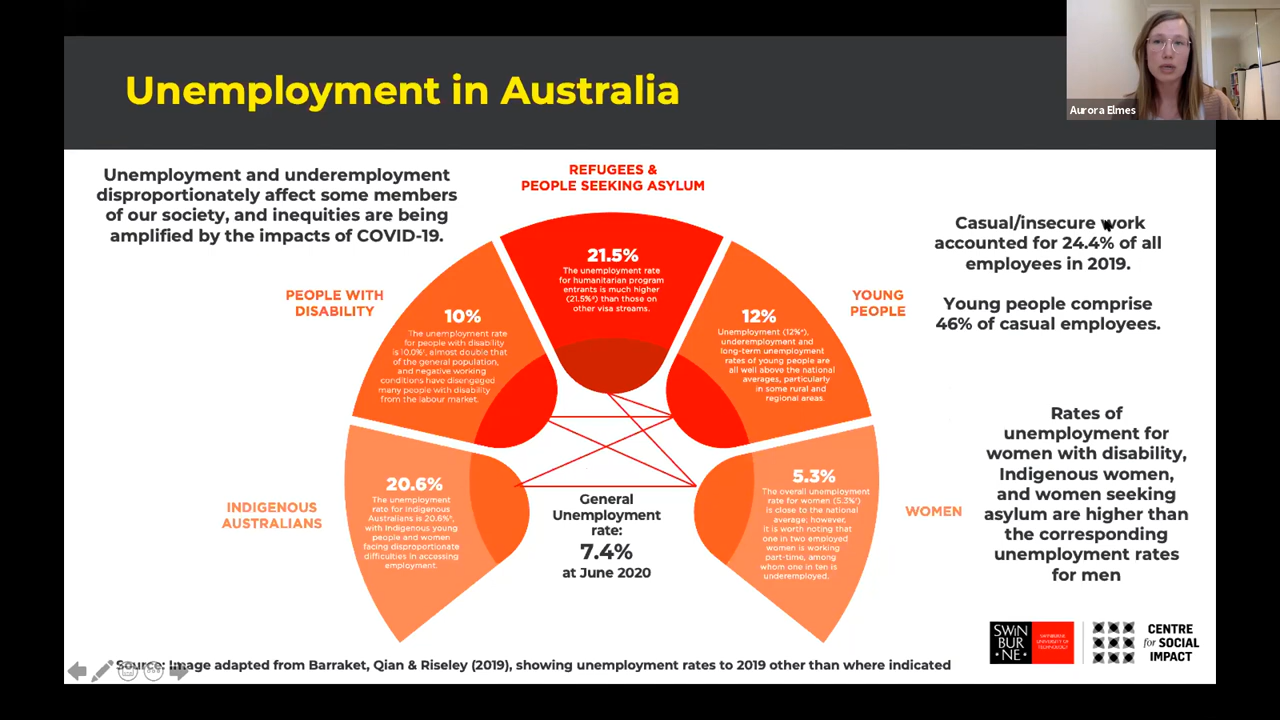 Unemployment in Australia
Aurora Elmes
Unemployment and underemployment
disproportionately affect some members
of our society, and inequities are being
amplified by the impacts of COVID-19.
REFUGEES &
PEOPLE SEEKING ASYLUM
21.5%
The unemployment rate
for humanitarian program
entrants is much higher
(21.5%) than those on
other visa streams.
PEOPLE WITH
DISABILITY
10%
The unemployment rate
for people with disability
is 10.0%, almost double that
of the general population,
and negative working
conditions have disengaged
many people with disability
from the labour market.
YOUNG
PEOPLE
12%
Unemployment (12%),
underemployment and
long-term unemployment
rates of young people are
all well above the national
averages, particularly
in some rural and
regional areas.
INDIGENOUS
AUSTRALIANS
20.6%
The unemployment
rate for Indigenous
Australians is 20.6%,
with Indigenous young
people and women
facing disproportionate
difficulties in accessing
employment.
General
Unemployment
rate:
7.4%
at June 2020
5.3%
The overall unemployment
rate for women (5.3%)
is close to the national
average; however,
it is worth noting that
one in two employed
women is working
part-time, among
whom one in ten is
underemployed.
WOMEN
Casual/insecure work
accounted for 24.4% of all
employees in 2019.
Young people comprise
46% of casual employees.
Rates of
unemployment for
women with disability,
Indigenous women,
and women seeking
asylum are higher than
the corresponding
unemployment rates
for men
SWIN
BUR
NE
SWINBURNE
UNIVERSITY OF
TECHNOLOGY
CENTRE
for SOCIAL
IMPACT
Source: Image adapted from Barraket, Qian & Riseley (2019), showing unemployment rates to 2019 other than where indicated